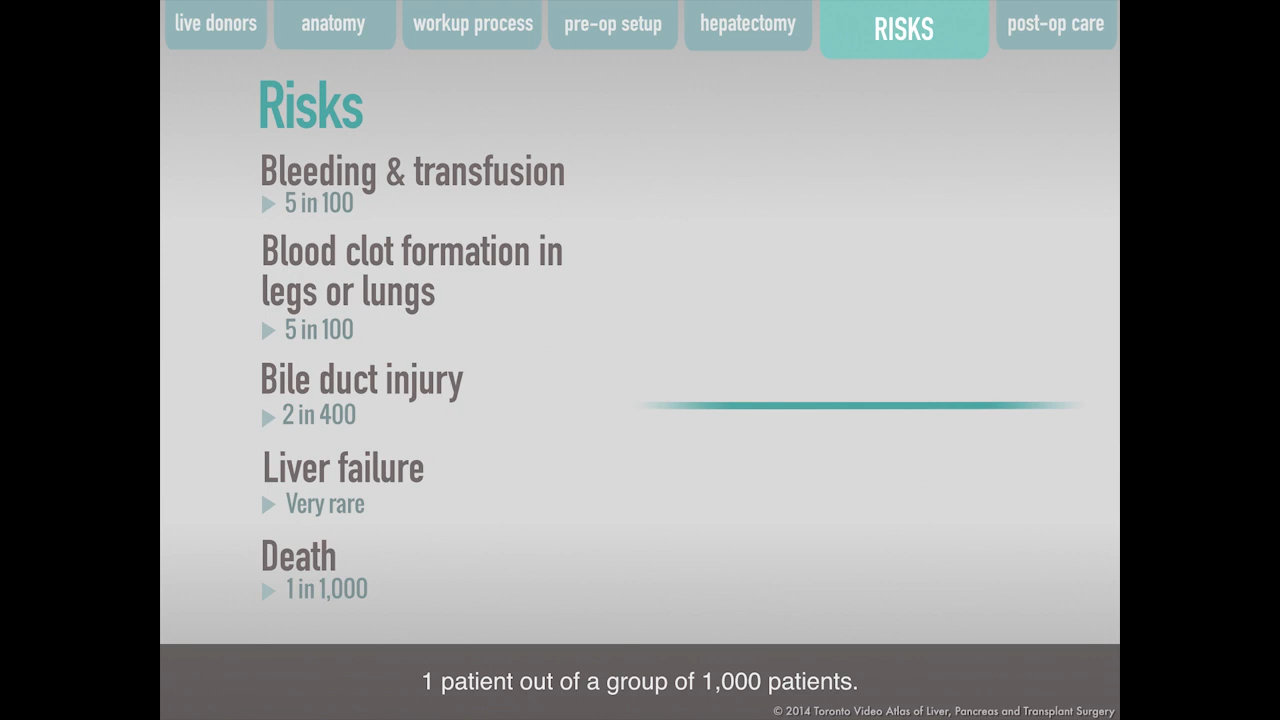 live donors
anatomy
workup process
pre-op setup
hepatectomy
RISKS
post-op care
Risks
Bleeding & transfusion
5 in 100
Blood clot formation in
legs or lungs
5 in 100
Bile duct injury
2 in 400
Liver failure
Very rare
Death
1 in 1,000
1 patient out of a group of 1,000 patients.
© 2014 Toronto Video Atlas of Liver, Pancreas and Transplant Surgery